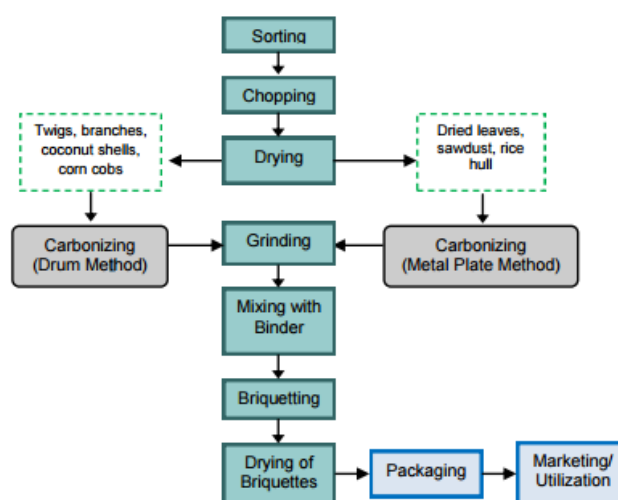 Sorting
Chopping
Twigs, branches,
coconut shells,
corn cobs
Drying
Dried leaves,
sawdust, rice
hull
Carbonizing
(Drum Method)
Grinding
Carbonizing
(Metal Plate Method)
Mixing with
Binder
Briquetting
Drying of
Briquettes
Packaging
Marketing/
Utilization